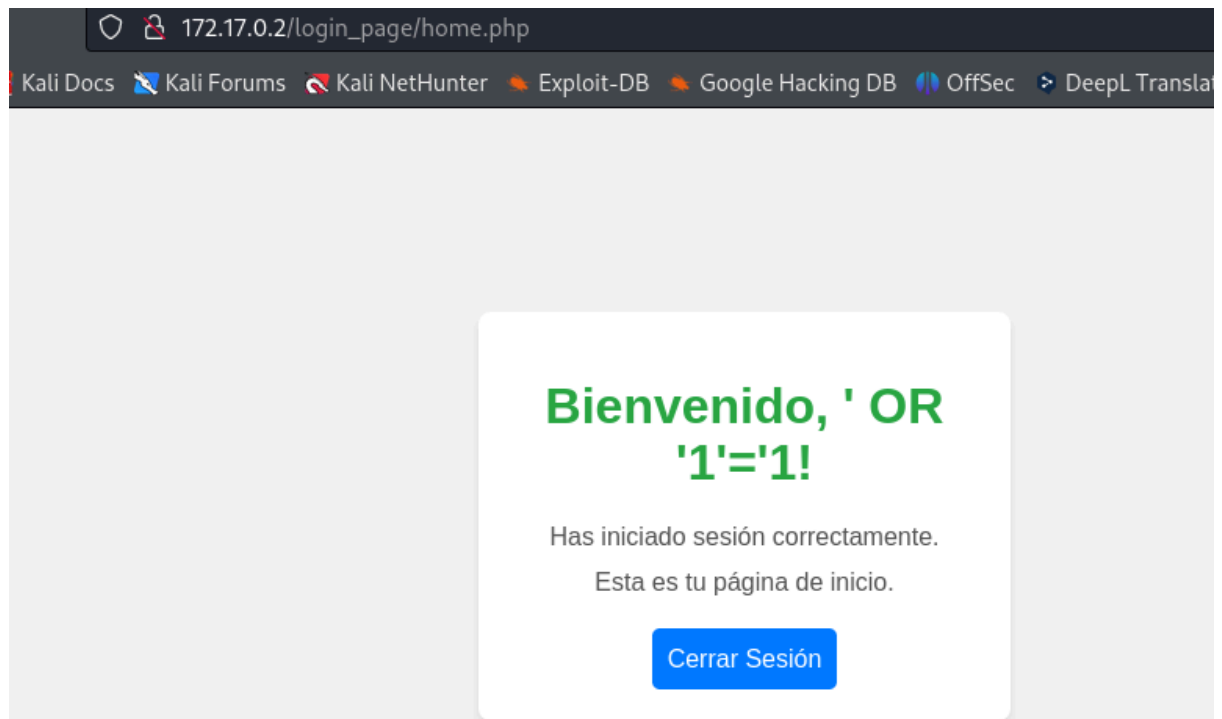 172.17.0.2/login_page/home.php
Kali Docs Kali Forums Kali NetHunter Exploit-DB Google Hacking DB OffSec DeepL Translat
Bienvenido, ' OR
'1'='1!
Has iniciado sesión correctamente.
Esta es tu página de inicio.
Cerrar Sesión